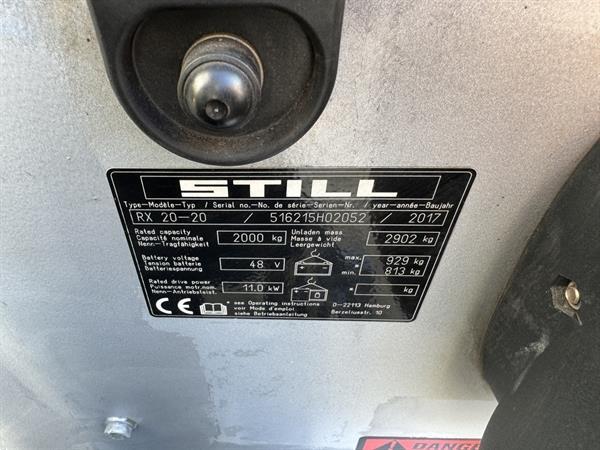 STILL
Type-Modèle-Typ / Serial no.-No. de série-Serien-Nr. / year-année-Baujahr
RX 20-20 / 516215H02052 / 2017
Rated capacity
Capacité nominale
Nenn-Tragfähigkeit
2000 kg
Unladen mass
Masse à vide
Leergewicht
* 2902 kg
Battery voltage
Tension batterie
Batteriespannung
48 V
max. 929 kg
*
min. 813 kg
Rated drive power
Puissance motr.nom.
Nenn-Antriebsleist.
11.0 kW
* kg
CE
* see Operating instructions
voir Mode d'emploi
siehe Betriebsanleitung
D-22113 Hamburg
Berzeliusstr. 10
DANGER